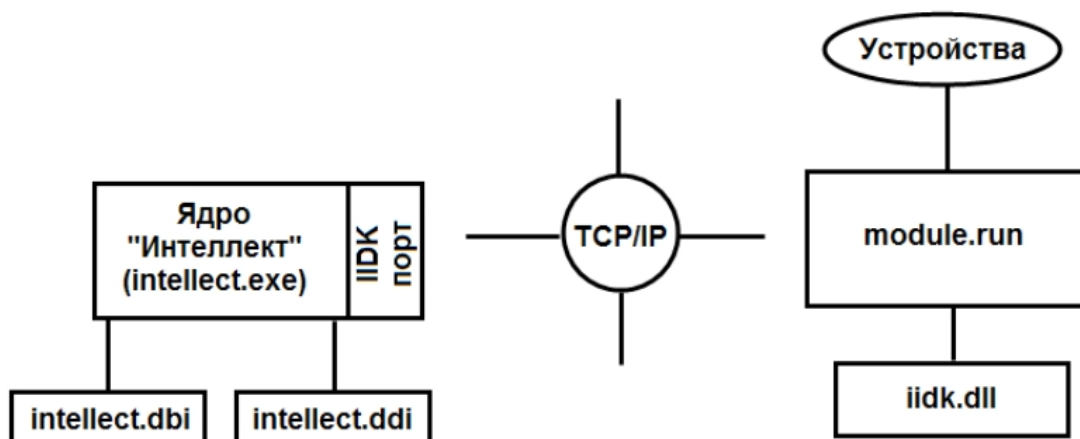 Устройства
Ядро
"Интеллект"
(intellect.exe)
IIDK
порт
TCP/IP
module.run
intellect.dbi
intellect.ddi
iidk.dll